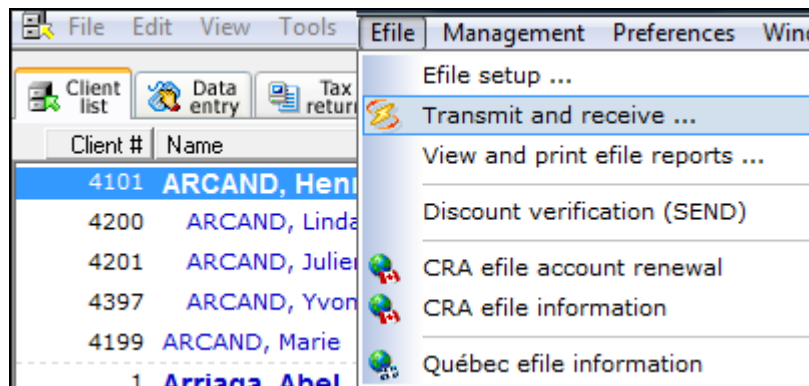 File Edit View Tools Efile Management Preferences
Client list Data entry Tax
Client # Name
4101 ARCAND,
4200 ARCAND, Linda
4201 ARCAND,
4397 ARCAND,
4199 ARCAND, Marie
1 Arriaga, Abel
Efile setup ...
Transmit and receive ...
View and print efile reports ...
Discount verification (SEND)
CRA efile account renewal
CRA efile information
Québec efile information